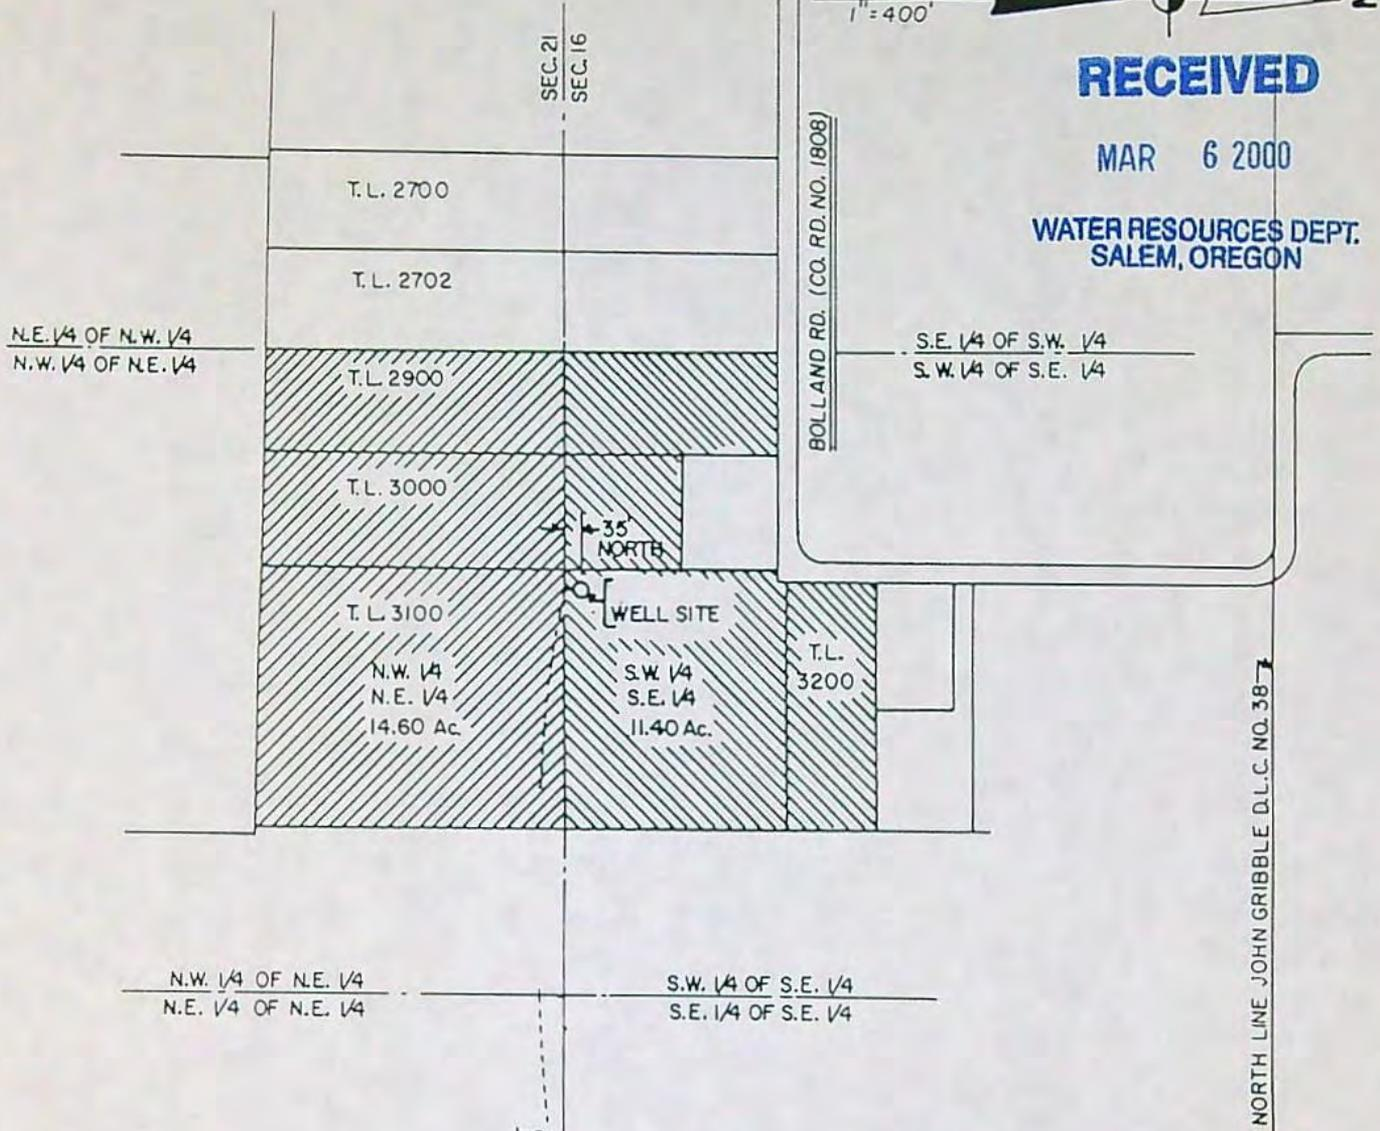 1"=400'
RECEIVED
MAR 6 2000
WATER RESOURCES DEPT.
SALEM, OREGON
SEC. 21
SEC. 16
BOLLAND RD. (CO. RD. NO. 1808)
T.L. 2700
T.L. 2702
N.E. 1/4 OF N.W. 1/4
N.W. 1/4 OF N.E. 1/4
S.E. 1/4 OF S.W. 1/4
S.W. 1/4 OF S.E. 1/4
T.L. 2900
T.L. 3000
35'
NORTH
T.L. 3100
WELL SITE
N.W. 1/4
N.E. 1/4
14.60 Ac.
S.W. 1/4
S.E. 1/4
11.40 Ac.
T.L.
3200
NORTH LINE JOHN GRIBBLE D.L.C. NO. 38
N.W. 1/4 OF N.E. 1/4
N.E. 1/4 OF N.E. 1/4
S.W. 1/4 OF S.E. 1/4
S.E. 1/4 OF S.E. 1/4